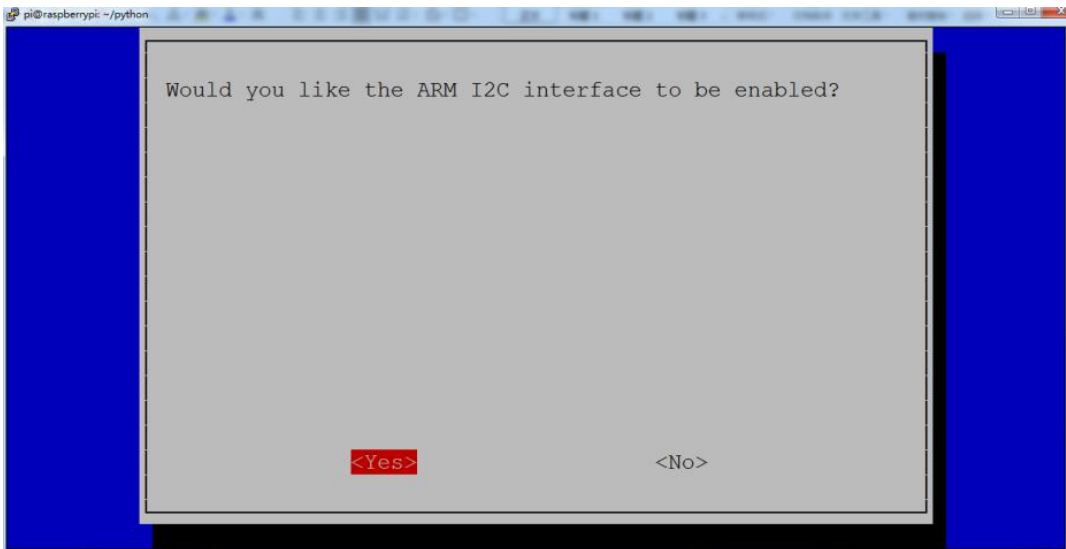 pi@raspberrypi: ~/python
Would you like the ARM I2C interface to be enabled?
<Yes> <No>